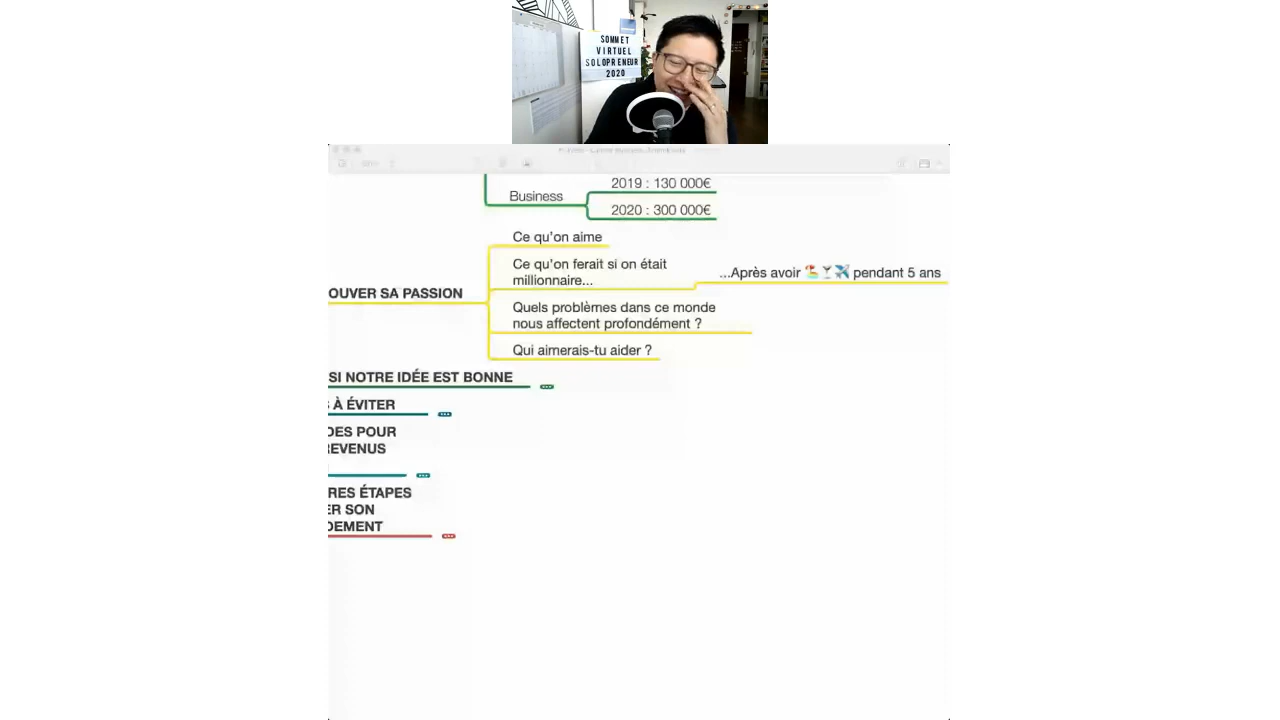 SOMMET
VIRTUEL
SOLOPRENEUR
2020
2019 : 130 000€
Business
2020 : 300 000€
Ce qu'on aime
Ce qu'on ferait si on était
millionnaire...
...Après avoir 🏖🍸✈️ pendant 5 ans
OUVER SA PASSION
Quels problèmes dans ce monde
nous affectent profondément ?
Qui aimerais-tu aider ?
SI NOTRE IDÉE EST BONNE
À ÉVITER
DES POUR
REVENUS
RES ÉTAPES
ER SON
DEMENT